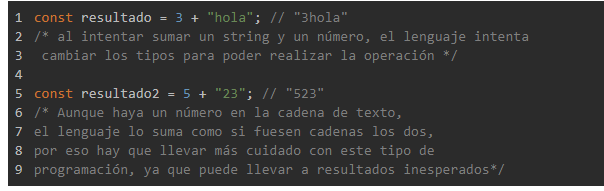 1 const resultado = 3 + "hola"; // "3hola"
2 /* al intentar sumar un string y un número, el lenguaje intenta
3 cambiar los tipos para poder realizar la operación */
4
5 const resultado2 = 5 + "23"; // "523"
6 /* Aunque haya un número en la cadena de texto,
7 el lenguaje lo suma como si fuesen cadenas los dos,
8 por eso hay que llevar más cuidado con este tipo de
9 programación, ya que puede llevar a resultados inesperados*/